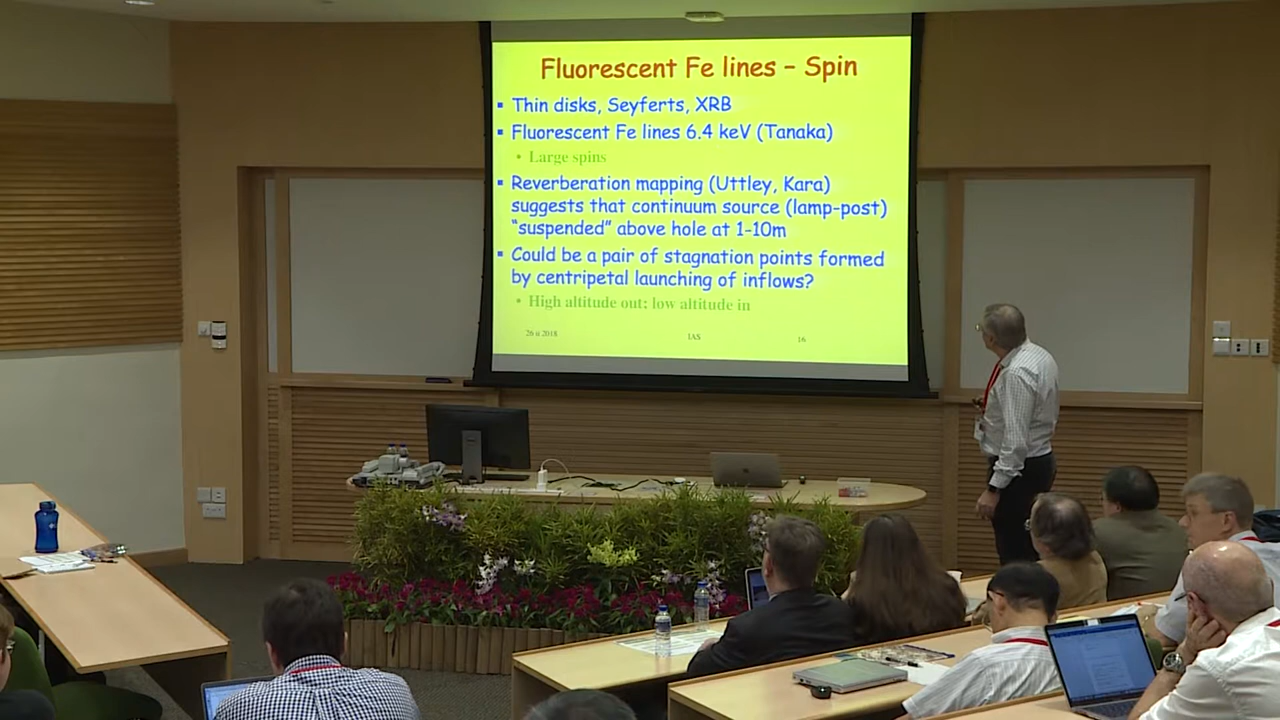 Fluorescent Fe lines – Spin
▪ Thin disks, Seyferts, XRB
▪ Fluorescent Fe lines 6.4 keV (Tanaka)
• Large spins
▪ Reverberation mapping (Uttley, Kara)
suggests that continuum source (lamp-post)
“suspended” above hole at 1-10m
▪ Could be a pair of stagnation points formed
by centripetal launching of inflows?
• High altitude out; low altitude in
26 ii 2018 IAS 16